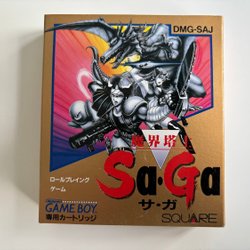 DMG-SAJ
魔界塔士
Sa・Ga
サ・ガ
ロールプレイング
ゲーム
SQUARE
GAME BOY
専用カートリッジ